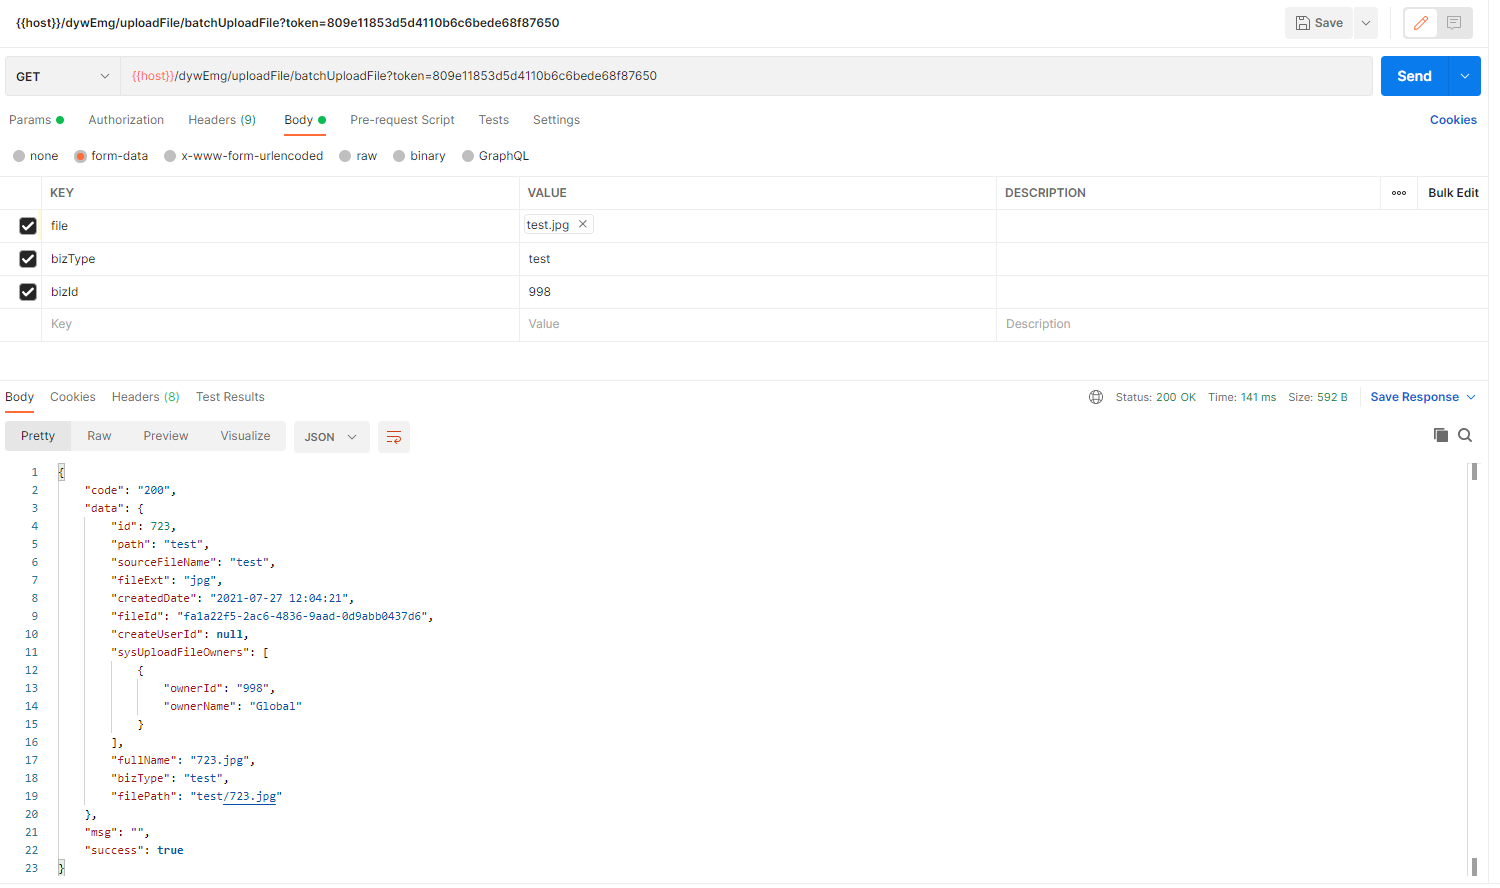 {{host}}/dywEmg/uploadFile/batchUploadFile?token=809e11853d5d4110b6c6bede68f87650 Save
GET {{host}}/dywEmg/uploadFile/batchUploadFile?token=809e11853d5d4110b6c6bede68f87650 Send
Params Authorization Headers (9) Body Pre-request Script Tests Settings Cookies
none form-data x-www-form-urlencoded raw binary GraphQL
KEY VALUE DESCRIPTION Bulk Edit
file test.jpg
bizType test
bizId 998
Key Value Description
Body Cookies Headers (8) Test Results Status: 200 OK Time: 141 ms Size: 592 B Save Response
Pretty Raw Preview Visualize JSON
1 {
2 "code": "200",
3 "data": {
4 "id": 723,
5 "path": "test",
6 "sourceFileName": "test",
7 "fileExt": "jpg",
8 "createdDate": "2021-07-27 12:04:21",
9 "fileId": "fa1a22f5-2ac6-4836-9aad-0d9abb0437d6",
10 "createUserId": null,
11 "sysUploadFileOwners": [
12 {
13 "ownerId": "998",
14 "ownerName": "Global"
15 }
16 ],
17 "fullName": "723.jpg",
18 "bizType": "test",
19 "filePath": "test/723.jpg"
20 },
21 "msg": "",
22 "success": true
23 }